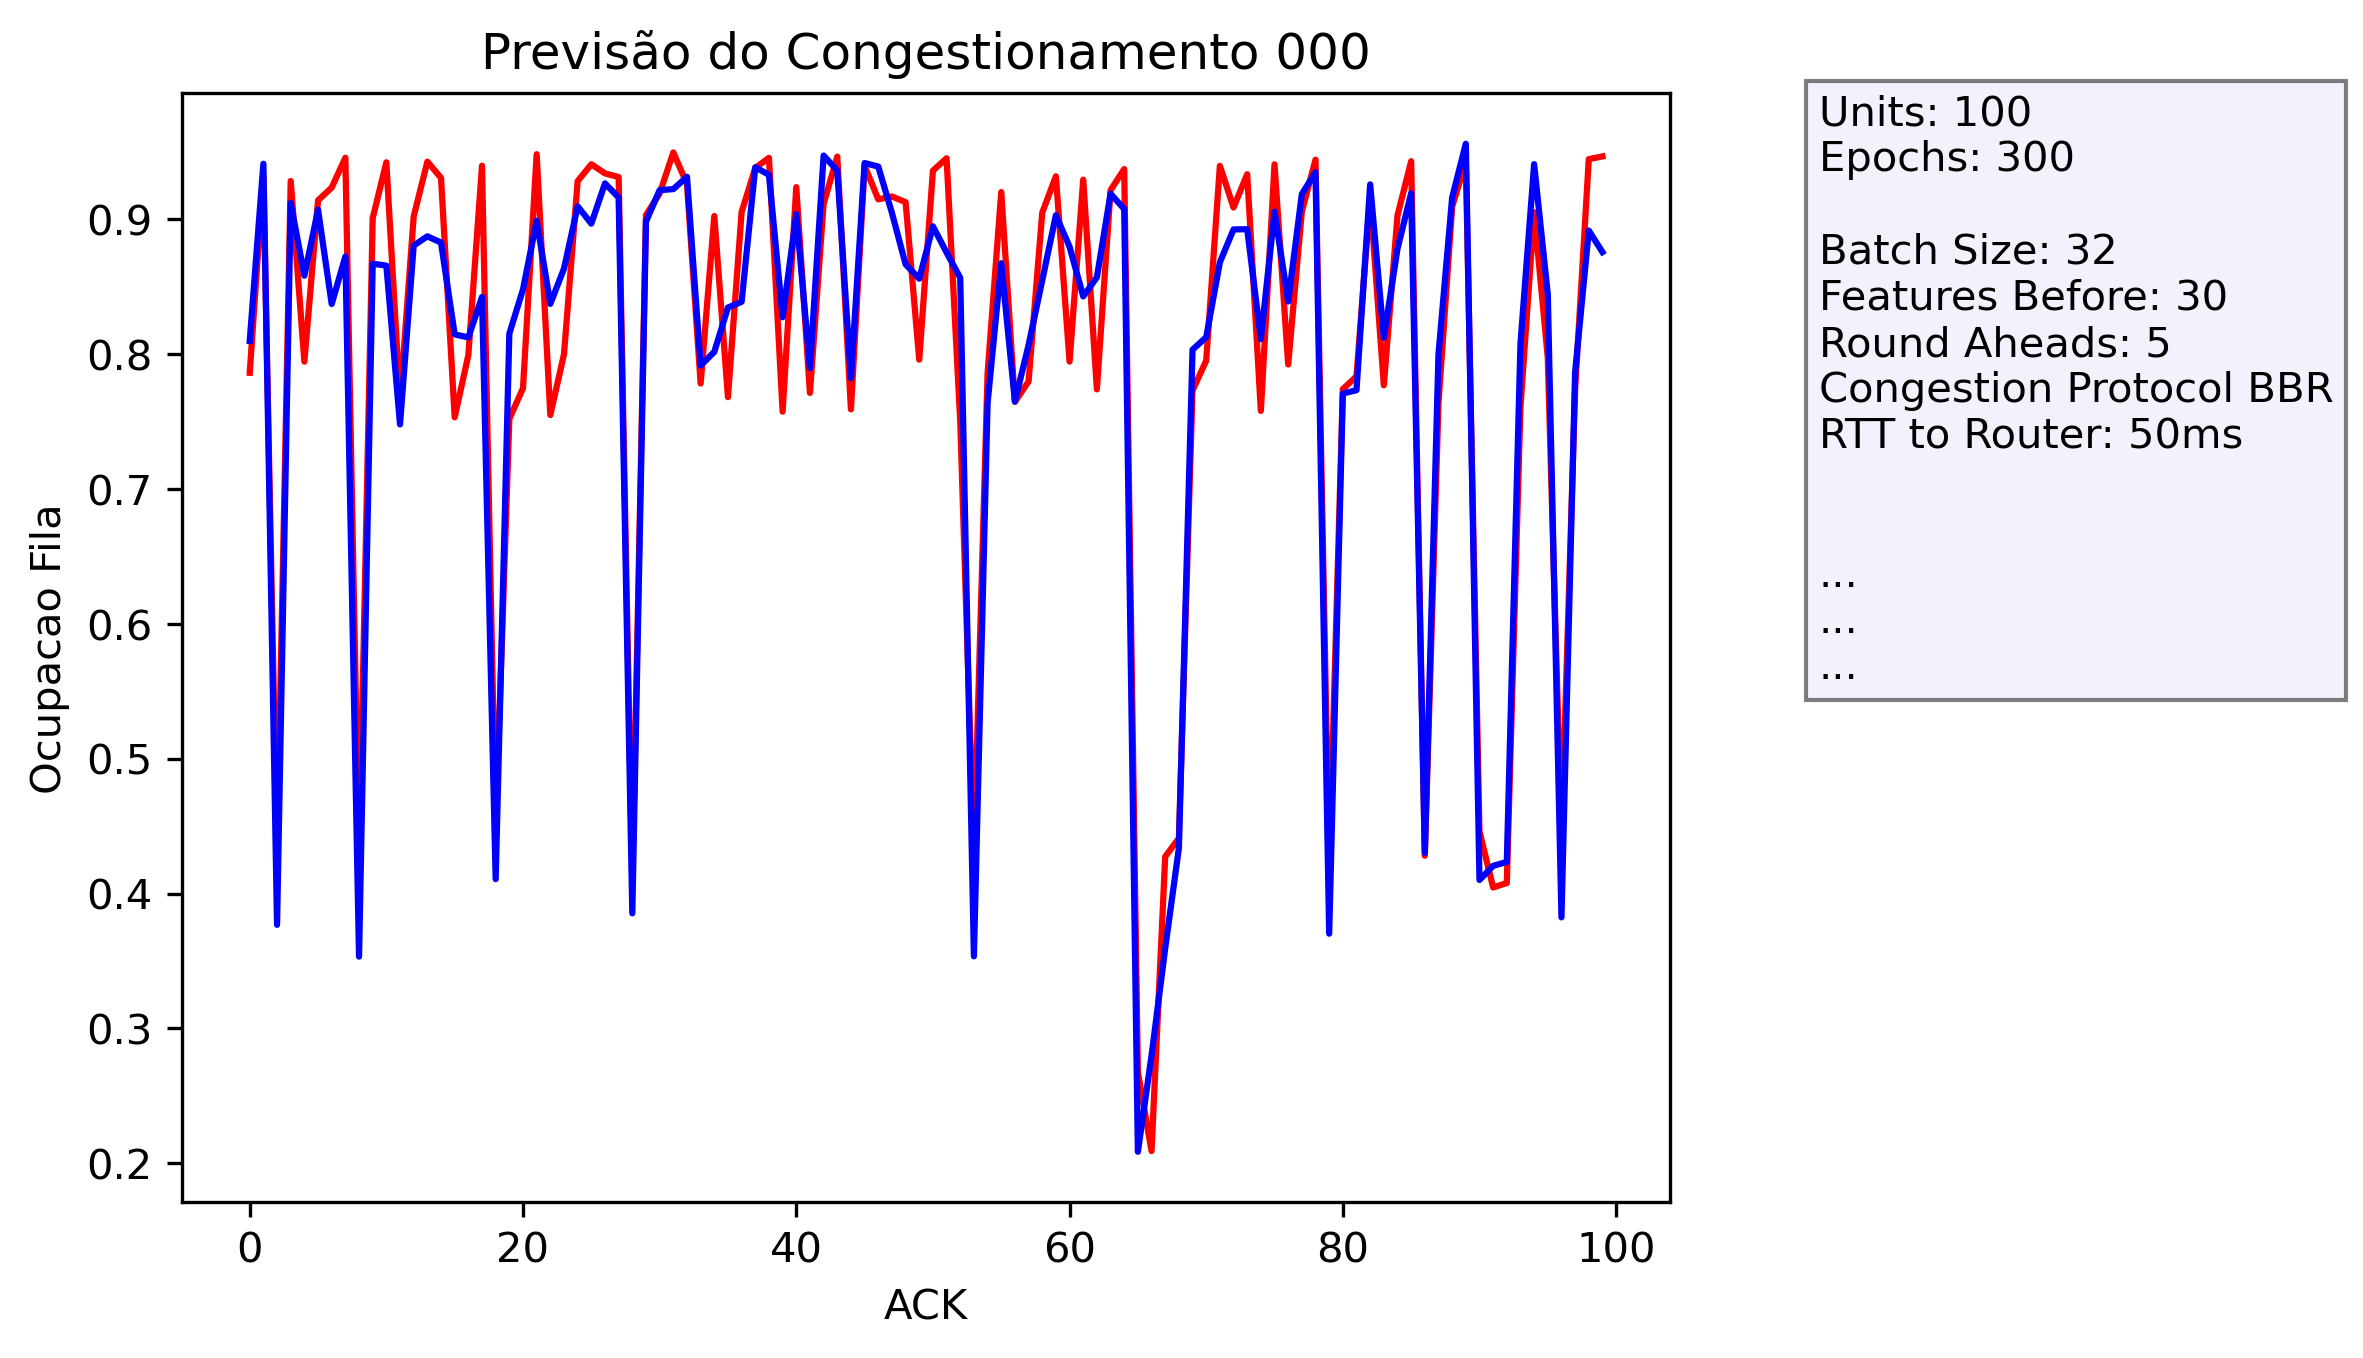 Previsão do Congestionamento 000
Units: 100
Epochs: 300
Batch Size: 32
Features Before: 30
Round Aheads: 5
Congestion Protocol BBR
RTT to Router: 50ms
...
...
...
Ocupacao Fila
0.9
0.8
0.7
0.6
0.5
0.4
0.3
0.2
0 20 40 60 80 100
ACK